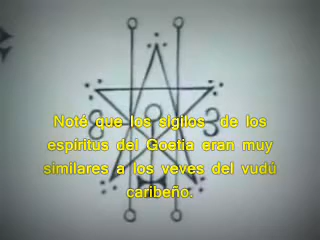 Noté que los sigilos de los
espíritus del Goetia eran muy
similares a los veves del vudú
caribeño.